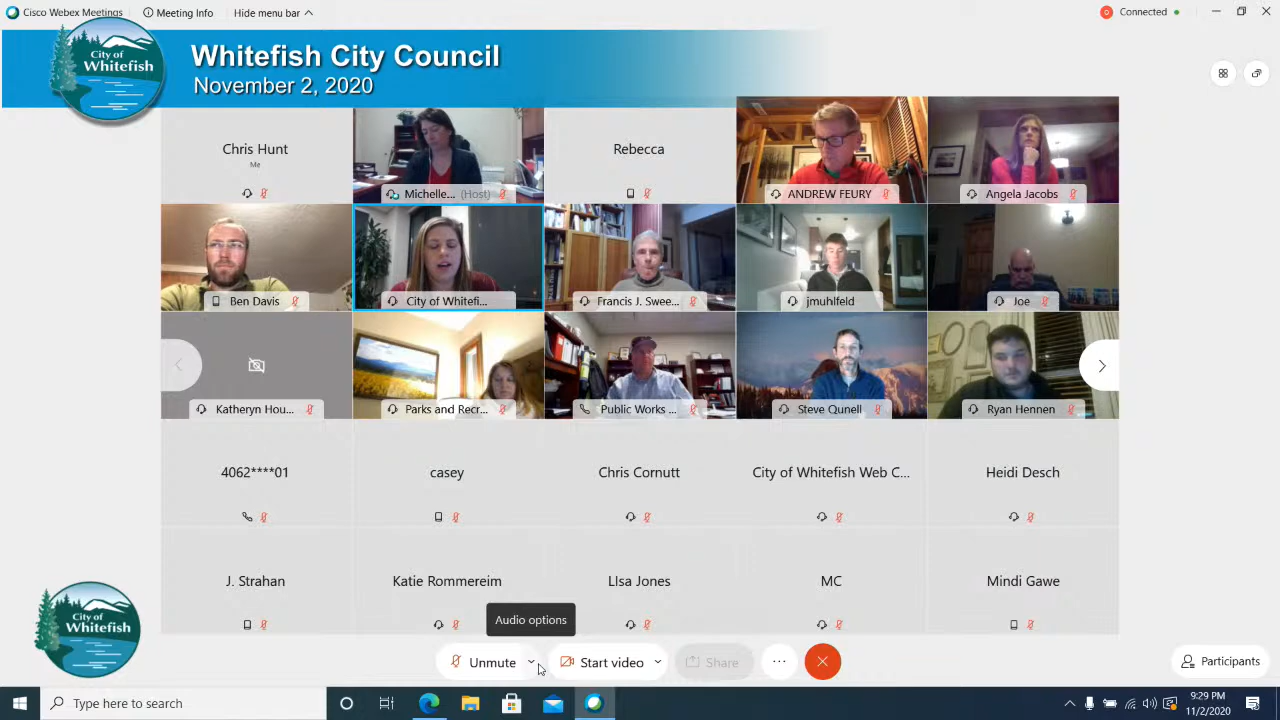 Cisco Webex Meetings
Meeting Info
Hide menu bar
Connected
City of
Whitefish
Whitefish City Council
November 2, 2020
Chris Hunt
Me
Michelle... (Host)
Rebecca
ANDREW FEURY
Angela Jacobs
Ben Davis
City of Whitefi...
Francis J. Swee...
jmuhlfeld
Joe
Katheryn Hou...
Parks and Recr...
Public Works ...
Steve Qunell
Ryan Hennen
4062****01
casey
Chris Cornutt
City of Whitefish Web C...
Heidi Desch
J. Strahan
Katie Rommereim
LIsa Jones
MC
Mindi Gawe
City of
Whitefish
Audio options
Unmute
Start video
Share
Participants
Type here to search
9:29 PM
11/2/2020